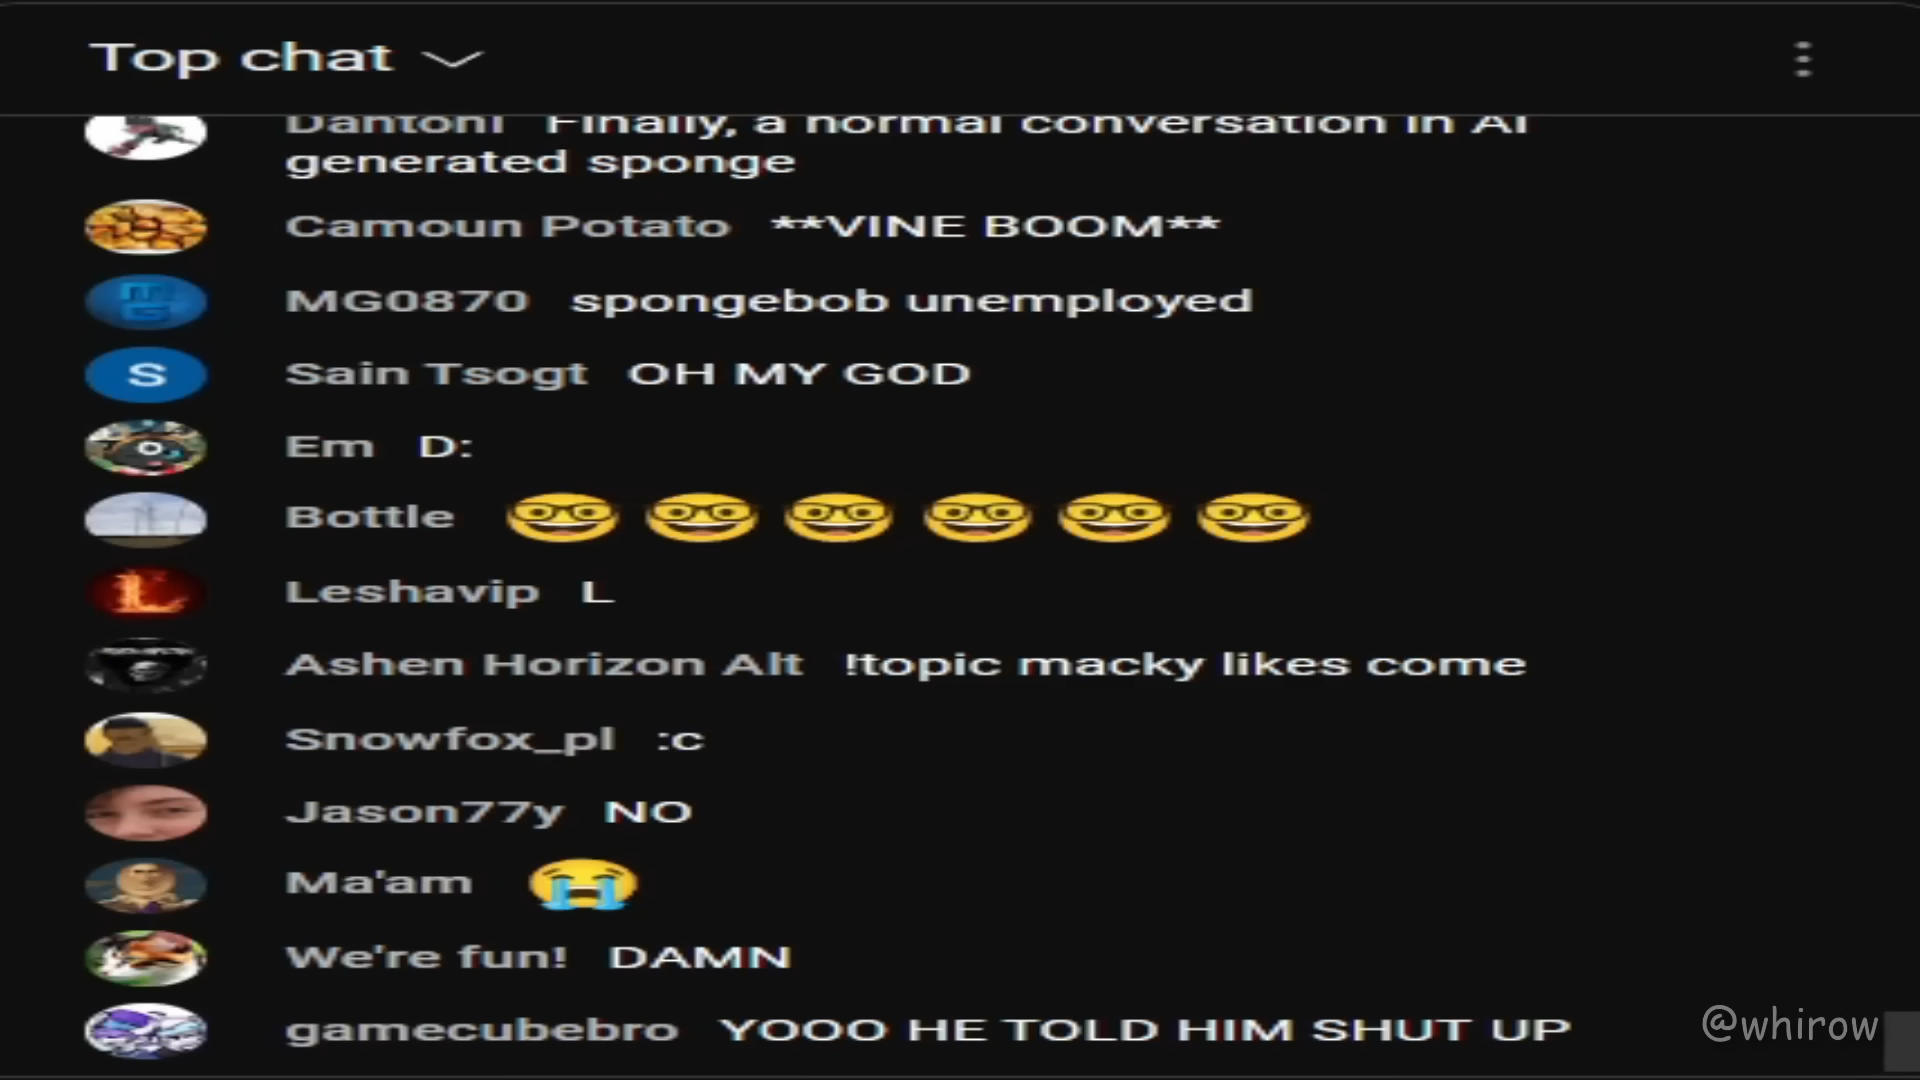 Top chat
Dantoni Finally, a normal conversation in AI
generated sponge
Camoun Potato **VINE BOOM**
MG0870 spongebob unemployed
S Sain Tsogt OH MY GOD
Em D:
Bottle 🤓 🤓 🤓 🤓 🤓 🤓
L Leshavip L
Ashen Horizon Alt !topic macky likes come
Snowfox_pl :c
Jason77y NO
Ma'am 😭
We're fun! DAMN
gamecubebro YOOO HE TOLD HIM SHUT UP
@whirow